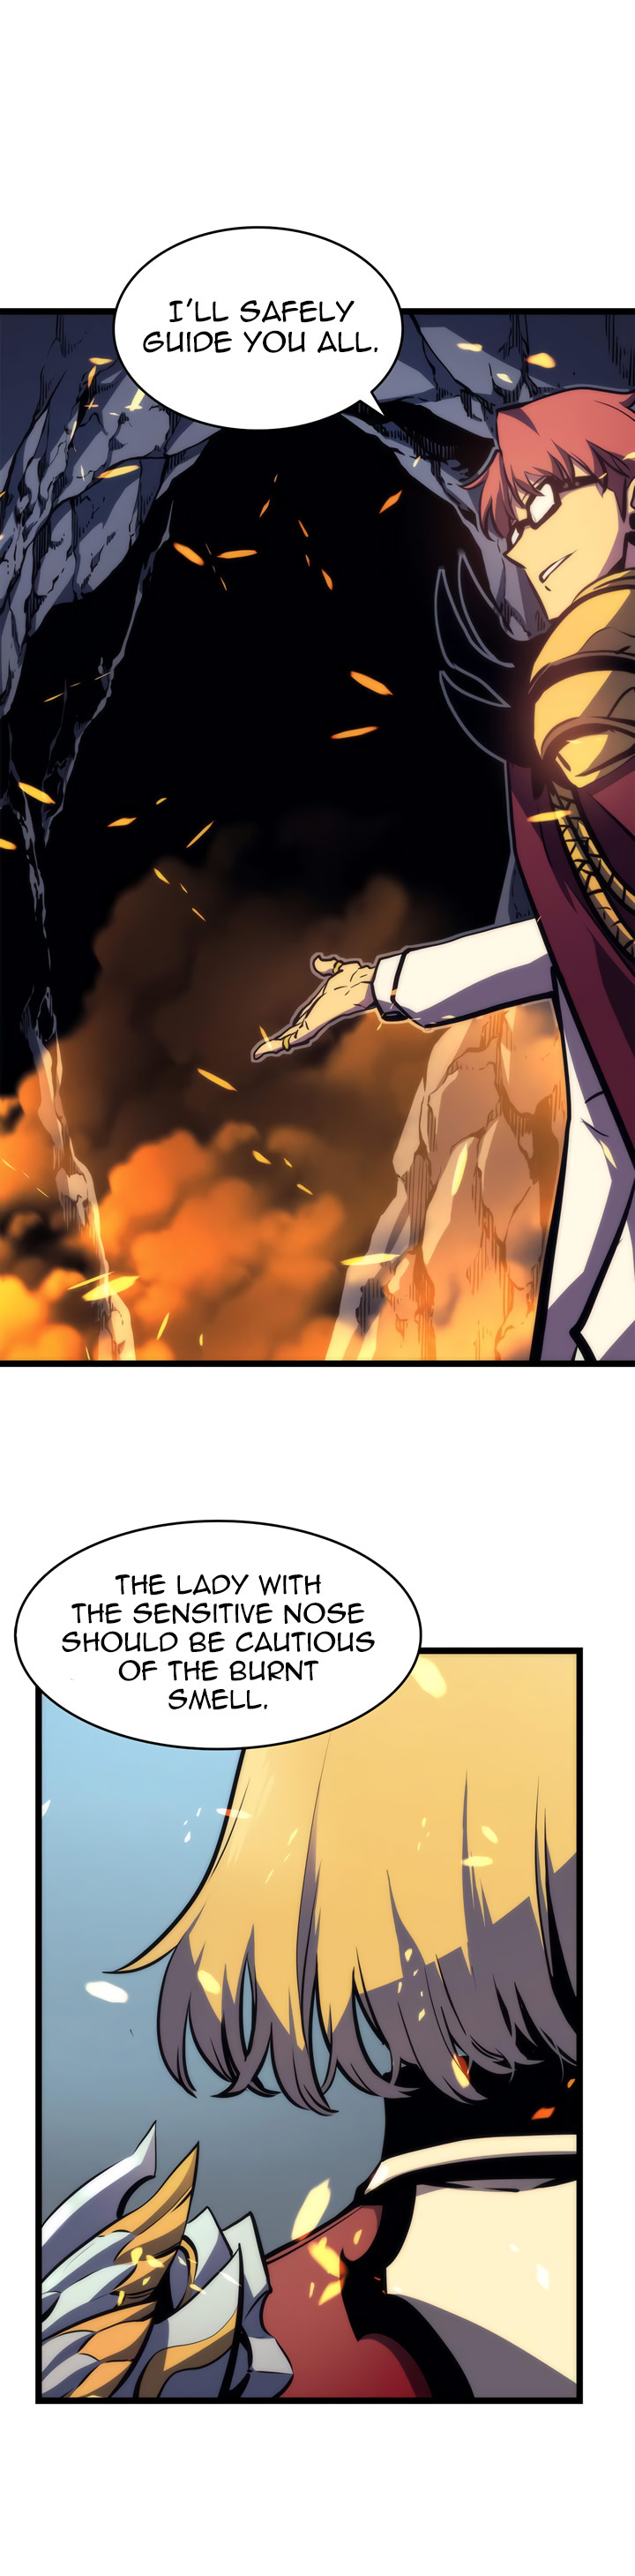 I'LL SAFELY
GUIDE YOU ALL.
THE LADY WITH
THE SENSITIVE NOSE
SHOULD BE CAUTIOUS
OF THE BURNT
SMELL.